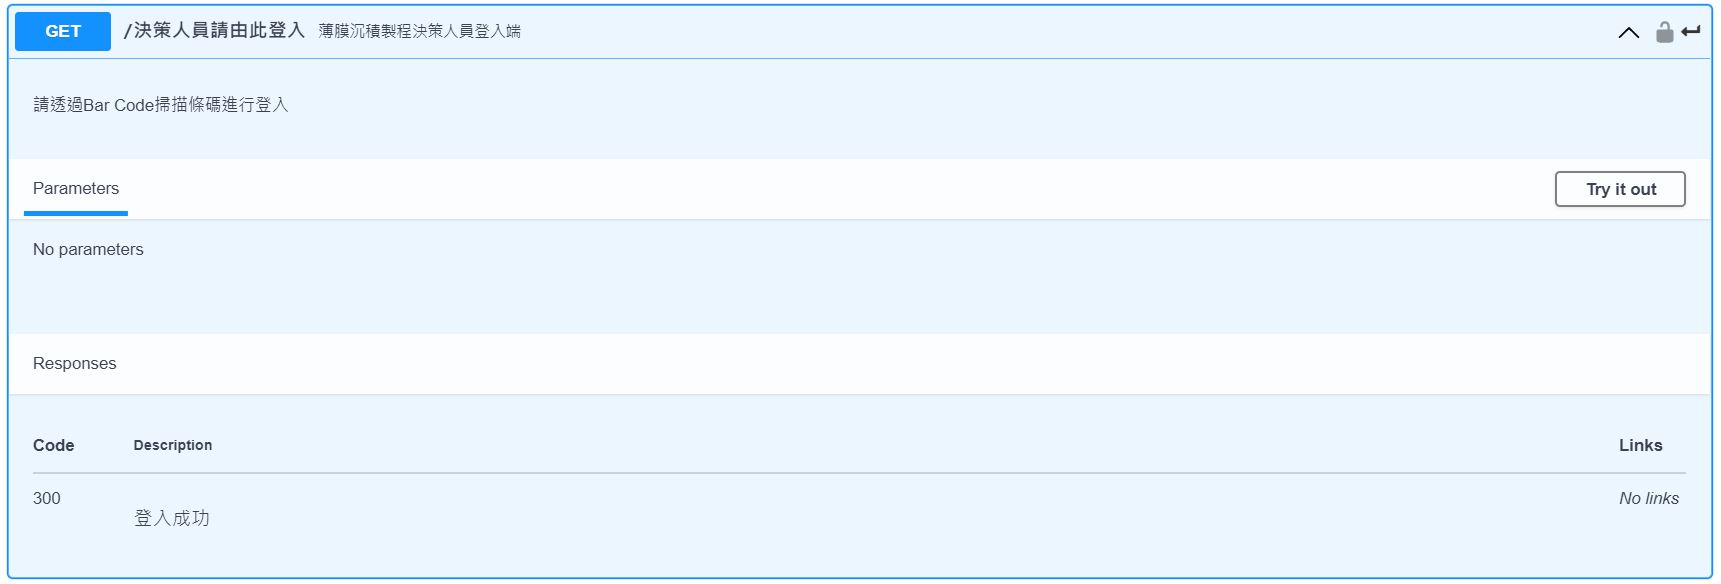 GET /決策人員請由此登入 薄膜沉積製程決策人員登入端
請透過Bar Code掃描條碼進行登入
Parameters Try it out
No parameters
Responses
Code Description Links
300 登入成功 No links